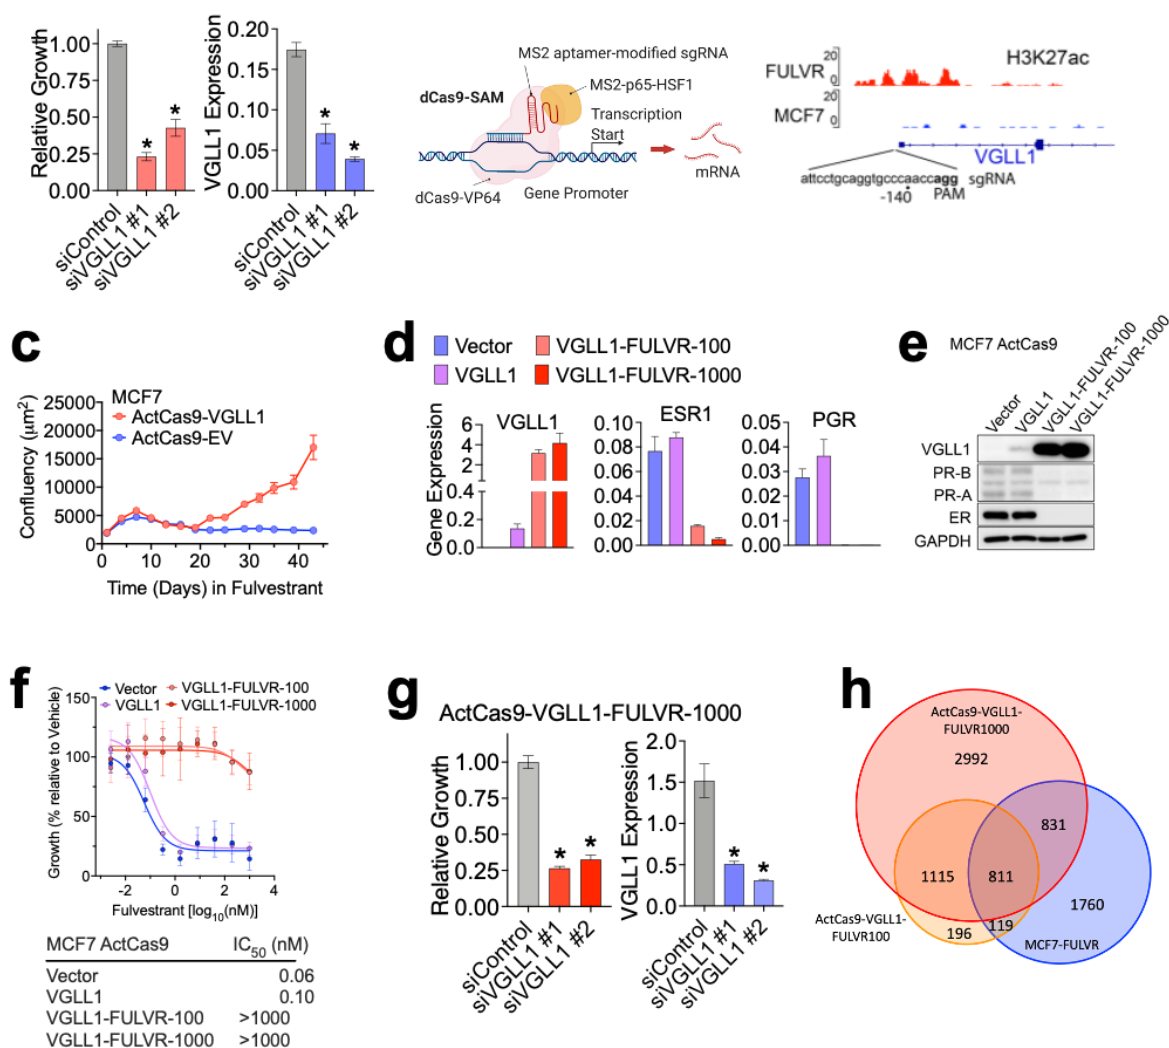 Relative Growth
1.00
0.75
0.50
0.25
0.00
*
*
siControl
siVGLL1 #1
siVGLL1 #2
VGLL1 Expression
0.20
0.15
0.10
0.05
0.00
*
*
siControl
siVGLL1 #1
siVGLL1 #2
MS2 aptamer-modified sgRNA
MS2-p65-HSF1
dCas9-SAM
Transcription
Start
mRNA
dCas9-VP64
Gene Promoter
H3K27ac
FULVR
20
0
MCF7
20
0
VGLL1
attcctgcaggtgcccaaccagg sgRNA
-140
PAM
c
MCF7
ActCas9-VGLL1
ActCas9-EV
Confluency (μm²)
25000
20000
15000
10000
5000
0
0 10 20 30 40
Time (Days) in Fulvestrant
d
Vector
VGLL1-FULVR-100
VGLL1
VGLL1-FULVR-1000
Gene Expression
VGLL1
6
4
2
0.4
0.2
0.0
ESR1
0.10
0.08
0.06
0.04
0.02
0.00
PGR
0.05
0.04
0.03
0.02
0.01
0.00
e
MCF7 ActCas9
Vector
VGLL1
VGLL1-FULVR-100
VGLL1-FULVR-1000
VGLL1
PR-B
PR-A
ER
GAPDH
f
Vector
VGLL1-FULVR-100
VGLL1
VGLL1-FULVR-1000
Growth (% relative to Vehicle)
150
100
50
0
-2 0 2 4
Fulvestrant [log10(nM)]
MCF7 ActCas9 IC50 (nM)
Vector 0.06
VGLL1 0.10
VGLL1-FULVR-100 >1000
VGLL1-FULVR-1000 >1000
g
ActCas9-VGLL1-FULVR-1000
Relative Growth
1.00
0.75
0.50
0.25
0.00
*
*
siControl
siVGLL1 #1
siVGLL1 #2
VGLL1 Expression
2.0
1.5
1.0
0.5
0.0
*
*
siControl
siVGLL1 #1
siVGLL1 #2
h
ActCas9-VGLL1-
FULVR1000
2992
831
1115
811
1760
ActCas9-VGLL1-
FULVR100
196
119
MCF7-FULVR